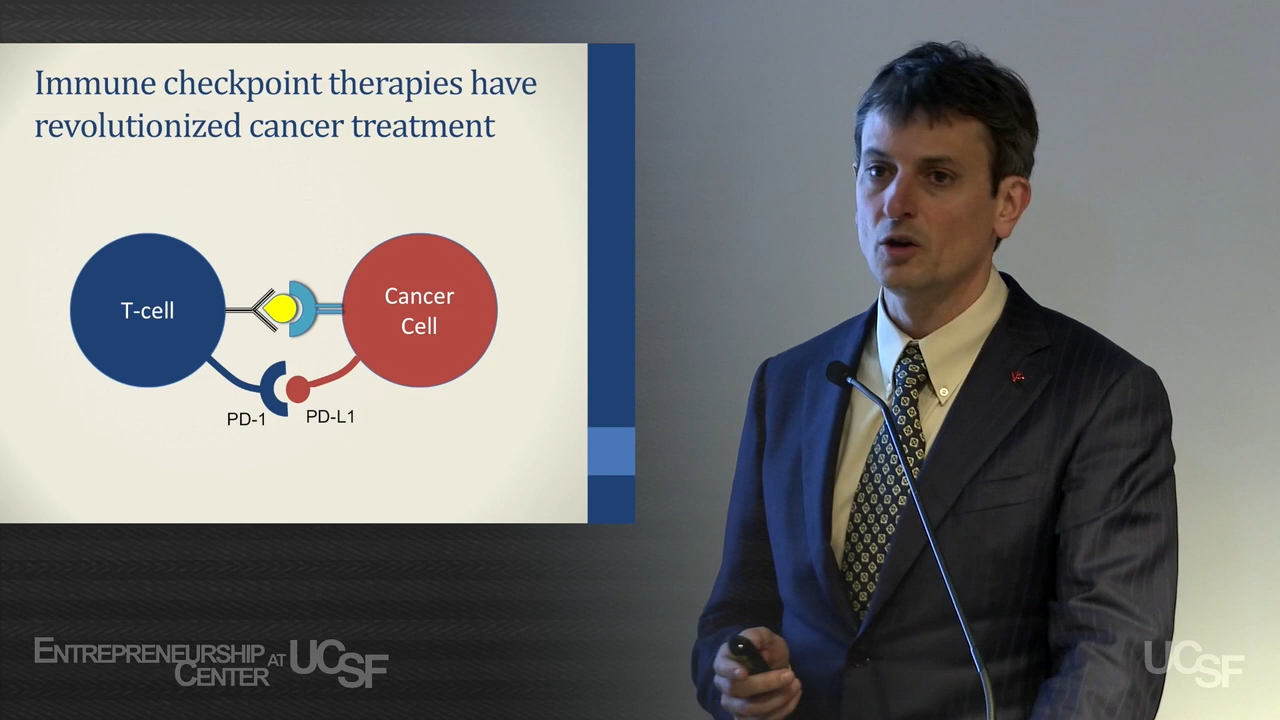 Immune checkpoint therapies have
revolutionized cancer treatment
T-cell
Cancer
Cell
PD-1
PD-L1
ENTREPRENEURSHIP
CENTER AT UCSF
UCSF